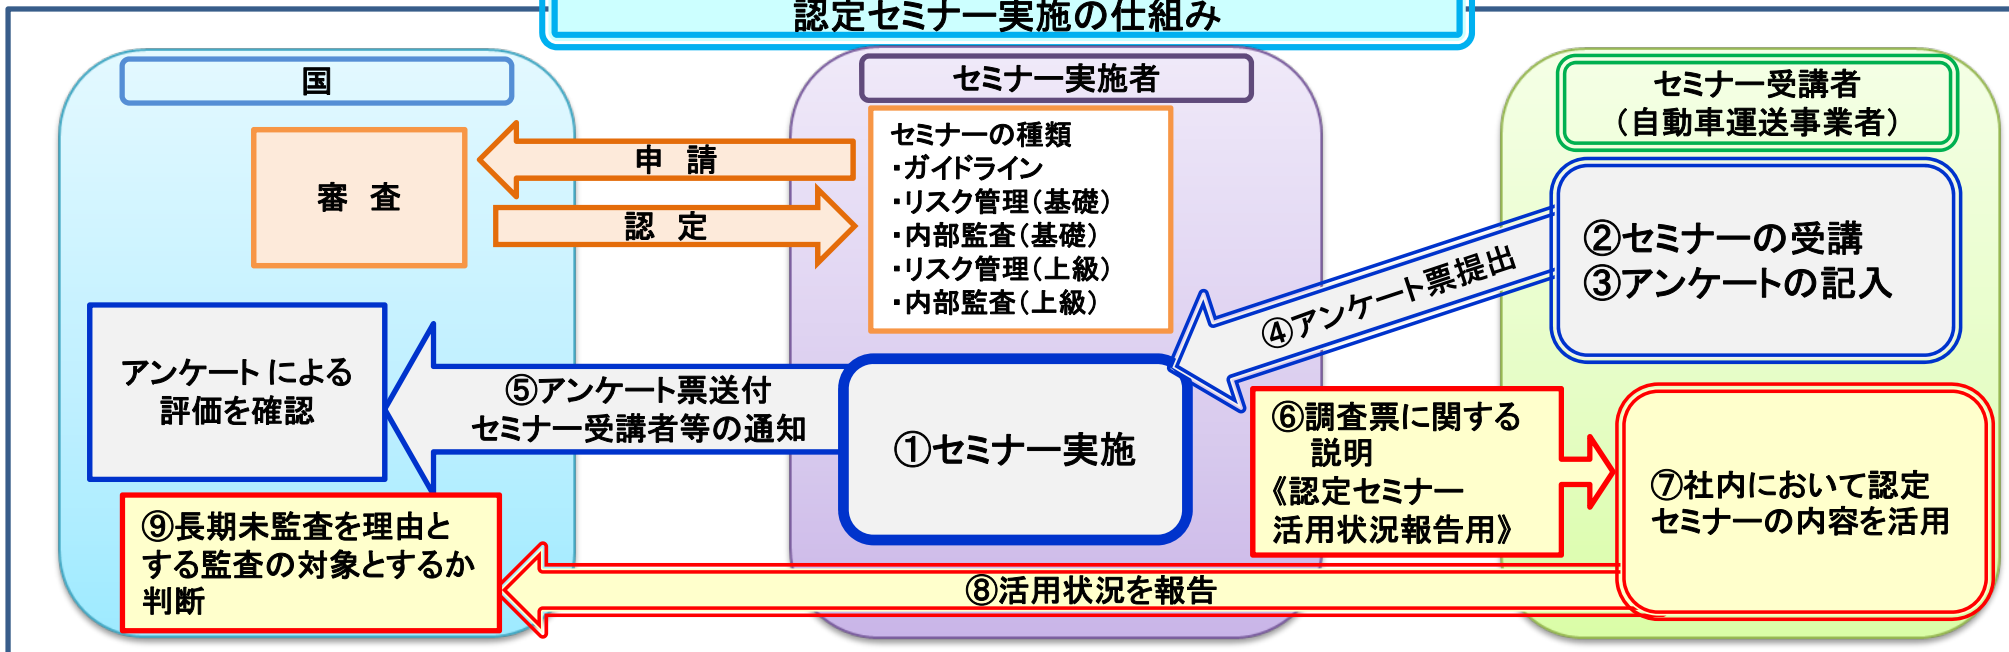 認定セミナー実施の仕組み
国
審 査
申 請
認 定
アンケートによる
評価を確認
⑤アンケート票送付
セミナー受講者等の通知
⑨長期未監査を理由と
する監査の対象とするか
判断
セミナー実施者
セミナーの種類
・ガイドライン
・リスク管理(基礎)
・内部監査(基礎)
・リスク管理(上級)
・内部監査(上級)
①セミナー実施
④アンケート票提出
⑥調査票に関する
説明
《認定セミナー
活用状況報告用》
⑧活用状況を報告
セミナー受講者
(自動車運送事業者)
②セミナーの受講
③アンケートの記入
⑦社内において認定
セミナーの内容を活用